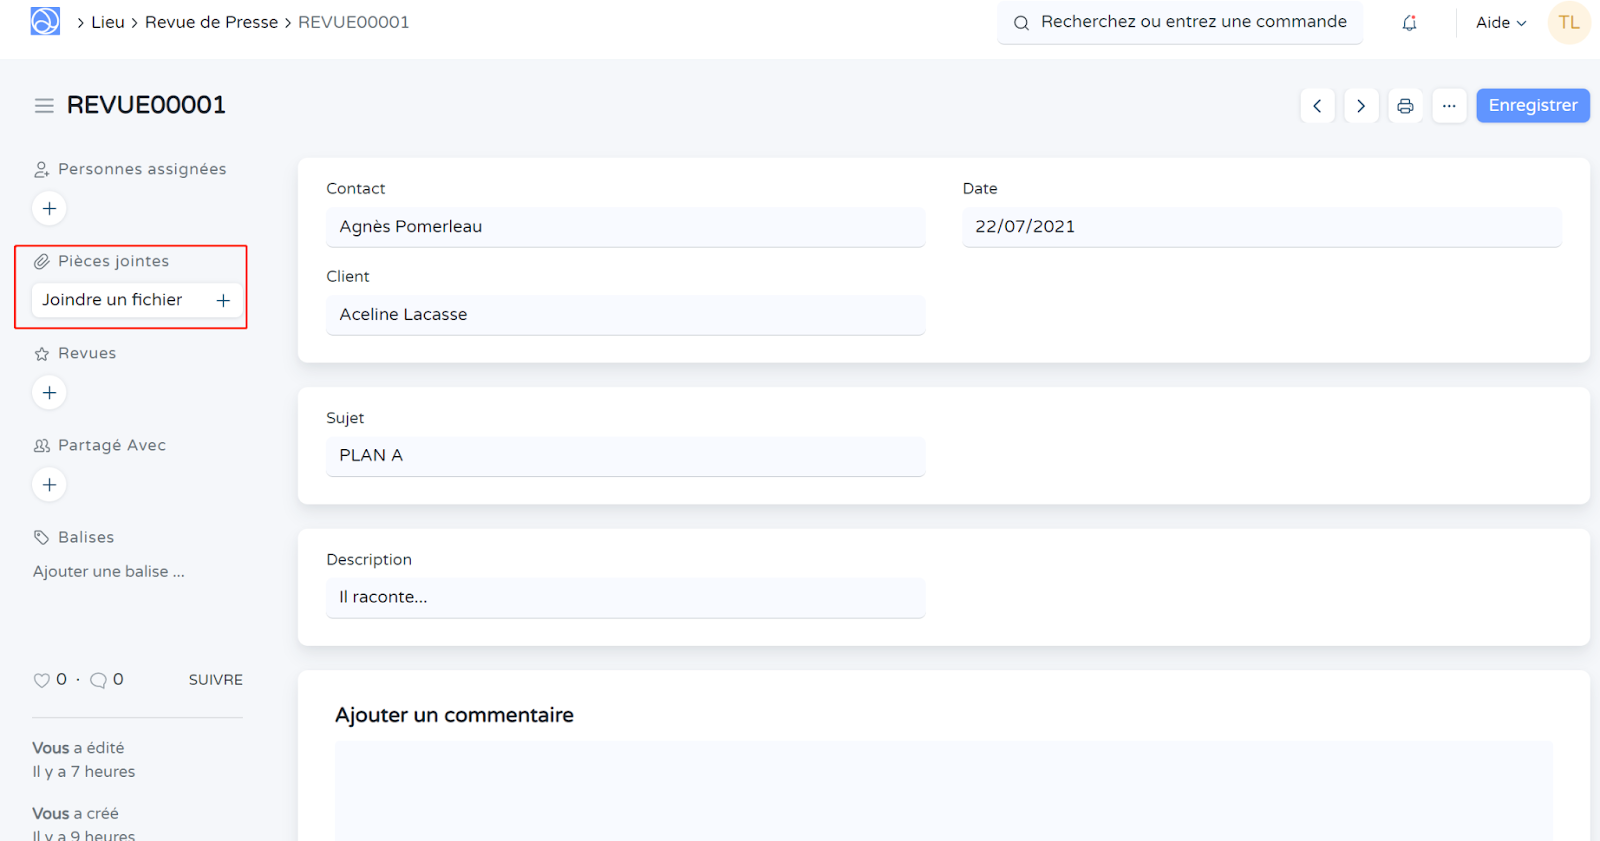 Lieu
Revue de Presse
REVUE00001
Recherchez ou entrez une commande
Aide
TL
REVUE00001
Enregistrer
Personnes assignées
Pièces jointes
Joindre un fichier
Revues
Partagé Avec
Balises
Ajouter une balise ...
0 · 0 SUIVRE
Vous a édité
Il y a 7 heures
Vous a créé
Il y a 9 heures
Contact
Agnès Pomerleau
Date
22/07/2021
Client
Aceline Lacasse
Sujet
PLAN A
Description
Il raconte...
Ajouter un commentaire